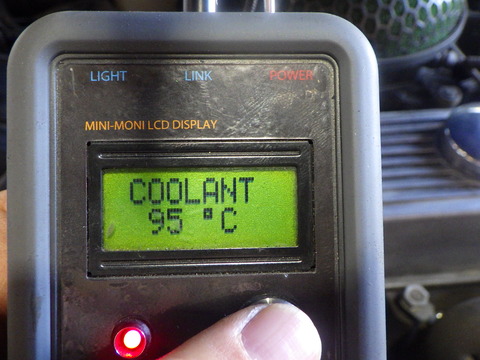 LIGHT LINK POWER
MINI-MONI LCD DISPLAY
COOLANT
95 °C